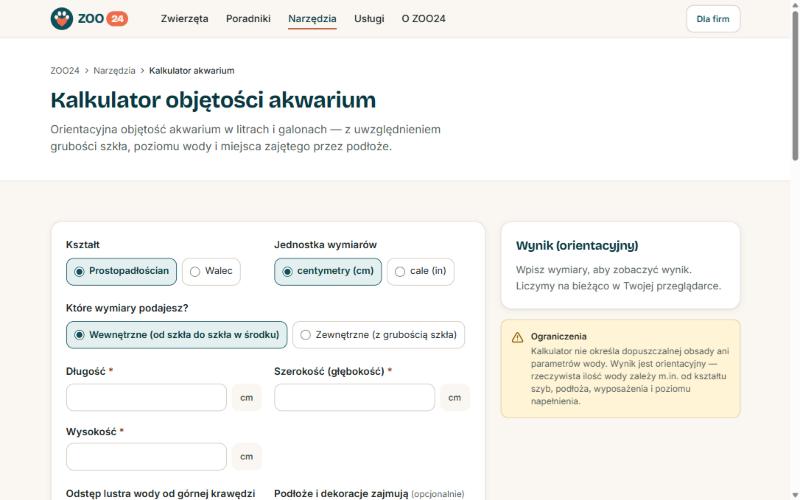 ZOO 24
Zwierzęta Poradniki Narzędzia Usługi O ZOO24
Dla firm
ZOO24 > Narzędzia > Kalkulator akwarium
Kalkulator objętości akwarium
Orientacyjna objętość akwarium w litrach i galonach — z uwzględnieniem
grubości szkła, poziomu wody i miejsca zajętego przez podłoże.
Kształt
Prostopadłościan Walec
Jednostka wymiarów
centymetry (cm) cale (in)
Które wymiary podajesz?
Wewnętrzne (od szkła do szkła w środku) Zewnętrzne (z grubością szkła)
Długość *
cm
Szerokość (głębokość) *
cm
Wysokość *
cm
Odstęp lustra wody od górnej krawędzi
Podłoże i dekoracje zajmują (opcjonalnie)
Wynik (orientacyjny)
Wpisz wymiary, aby zobaczyć wynik.
Liczymy na bieżąco w Twojej przeglądarce.
Ograniczenia
Kalkulator nie określa dopuszczalnej obsady ani
parametrów wody. Wynik jest orientacyjny —
rzeczywista ilość wody zależy m.in. od kształtu
szyb, podłoża, wyposażenia i poziomu
napełnienia.